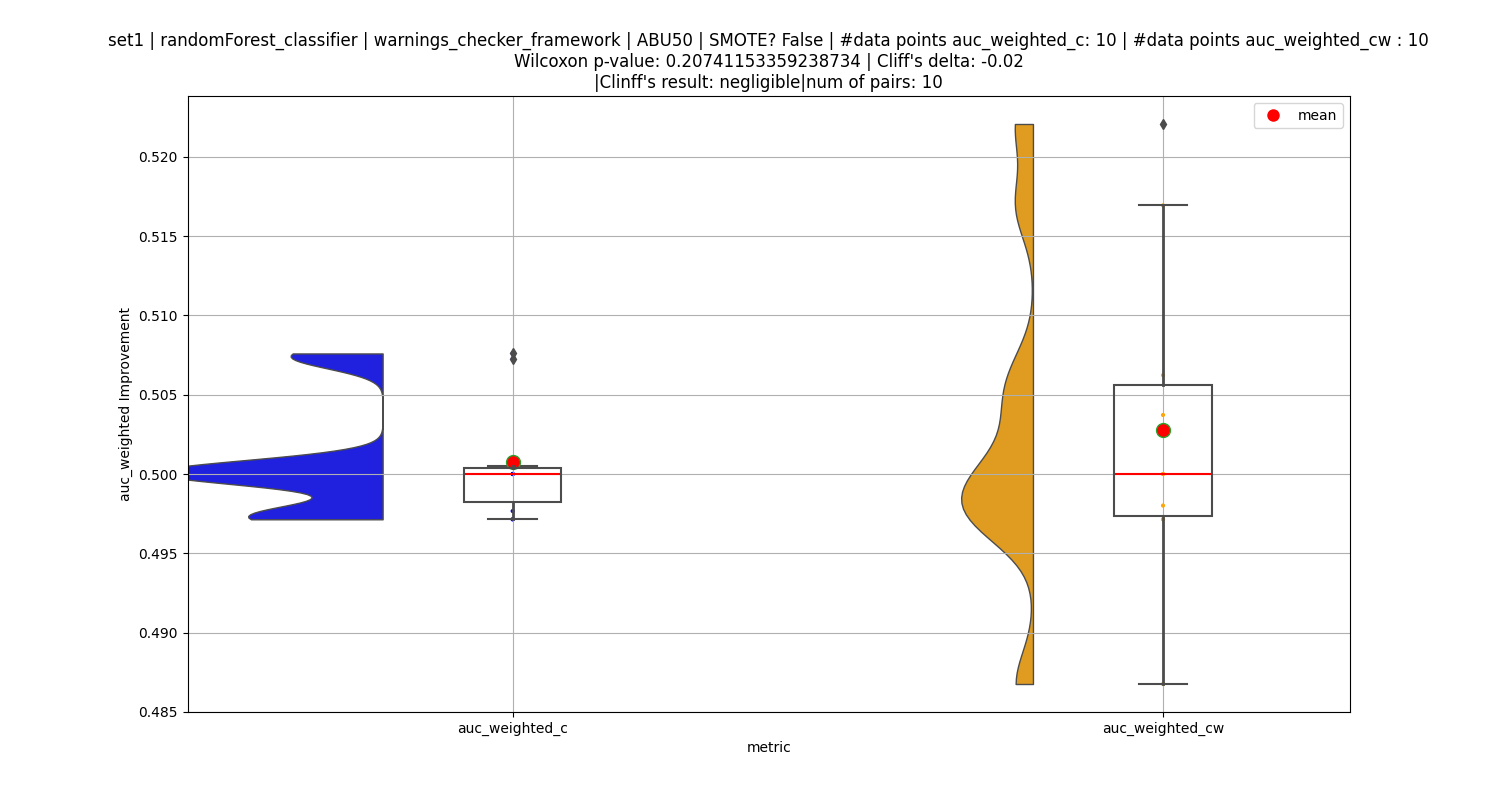 set1 | randomForest_classifier | warnings_checker_framework | ABU50 | SMOTE? False | #data points auc_weighted_c: 10 | #data points auc_weighted_cw : 10
Wilcoxon p-value: 0.20741153359238734 | Cliff's delta: -0.02
|Clinff's result: negligible|num of pairs: 10
mean
0.520
0.515
0.510
0.505
0.500
0.495
0.490
0.485
auc_weighted Improvement
auc_weighted_c
auc_weighted_cw
metric